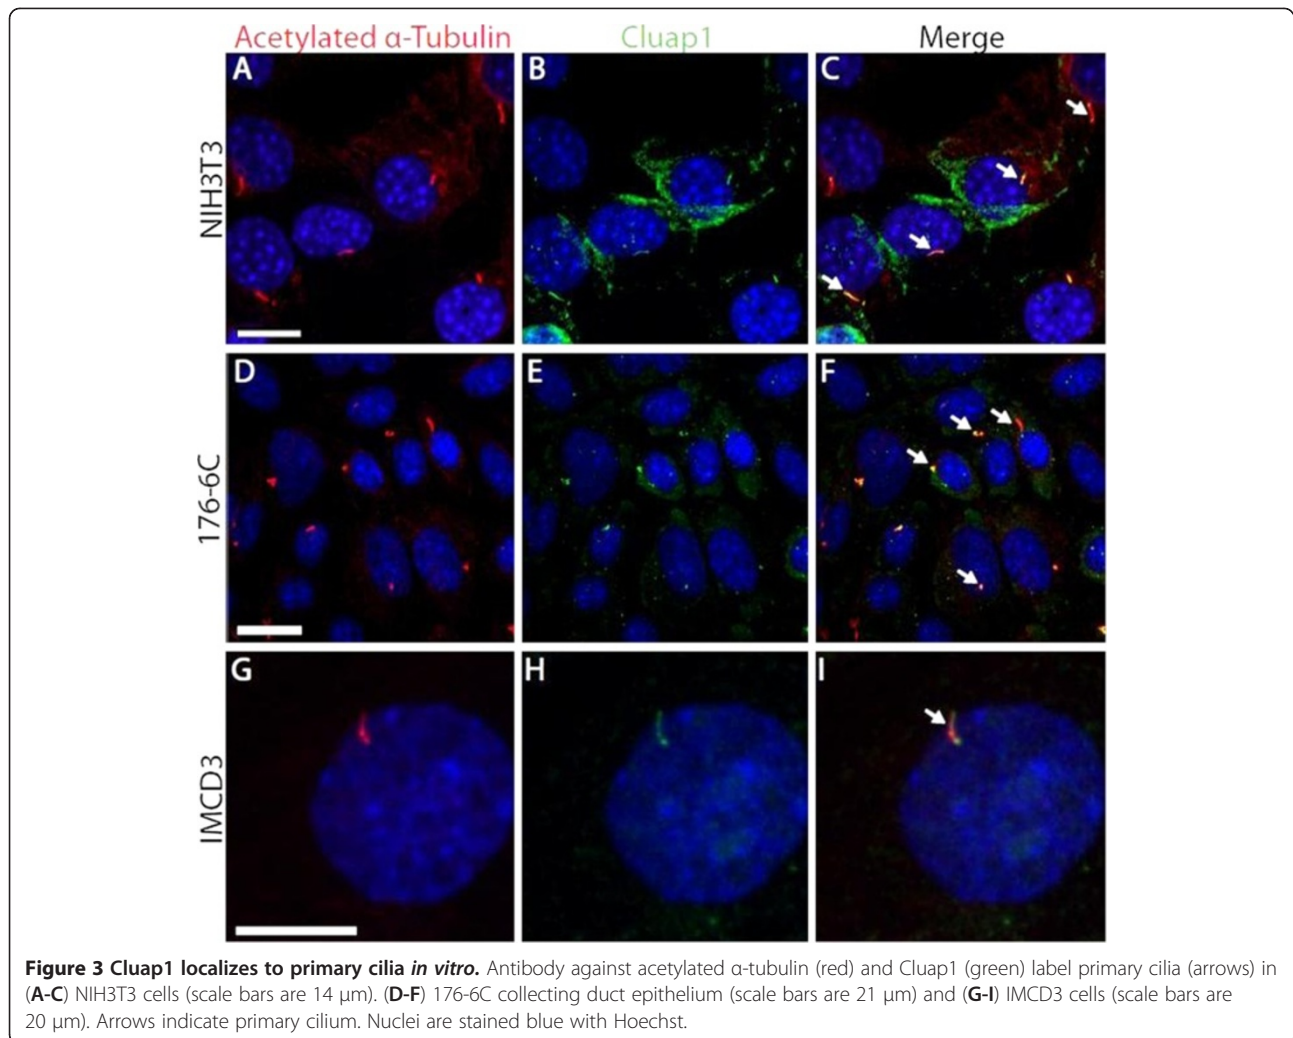 Acetylated α-Tubulin Cluap1 Merge
A B C
NIH3T3
D E F
176-6C
G H I
IMCD3
Figure 3 Cluap1 localizes to primary cilia in vitro. Antibody against acetylated α-tubulin (red) and Cluap1 (green) label primary cilia (arrows) in
(A-C) NIH3T3 cells (scale bars are 14 μm). (D-F) 176-6C collecting duct epithelium (scale bars are 21 μm) and (G-I) IMCD3 cells (scale bars are
20 μm). Arrows indicate primary cilium. Nuclei are stained blue with Hoechst.